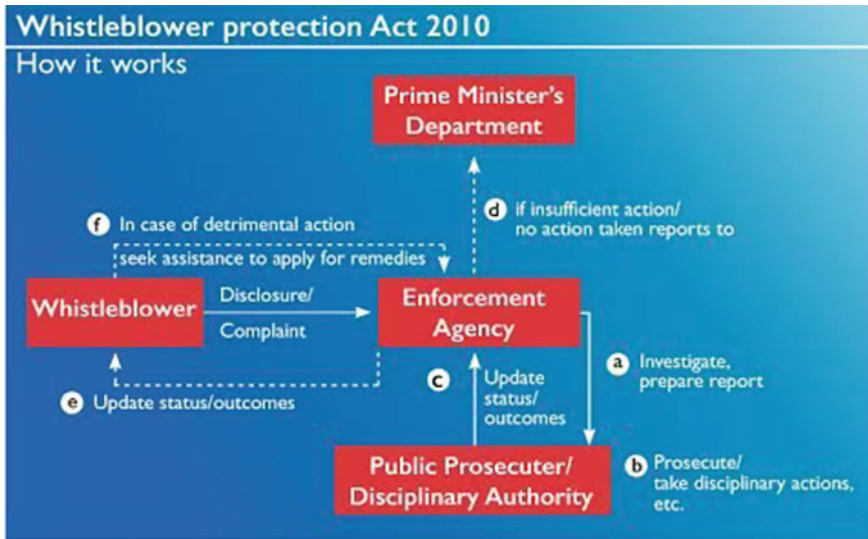 Whistleblower protection Act 2010
How it works
Prime Minister's
Department
d if insufficient action/
no action taken reports to
f In case of detrimental action
seek assistance to apply for remedies
Whistleblower
Disclosure/
Complaint
Enforcement
Agency
a Investigate,
prepare report
c Update
status/
outcomes
e Update status/outcomes
Public Prosecuter/
Disciplinary Authority
b Prosecute/
take disciplinary actions,
etc.